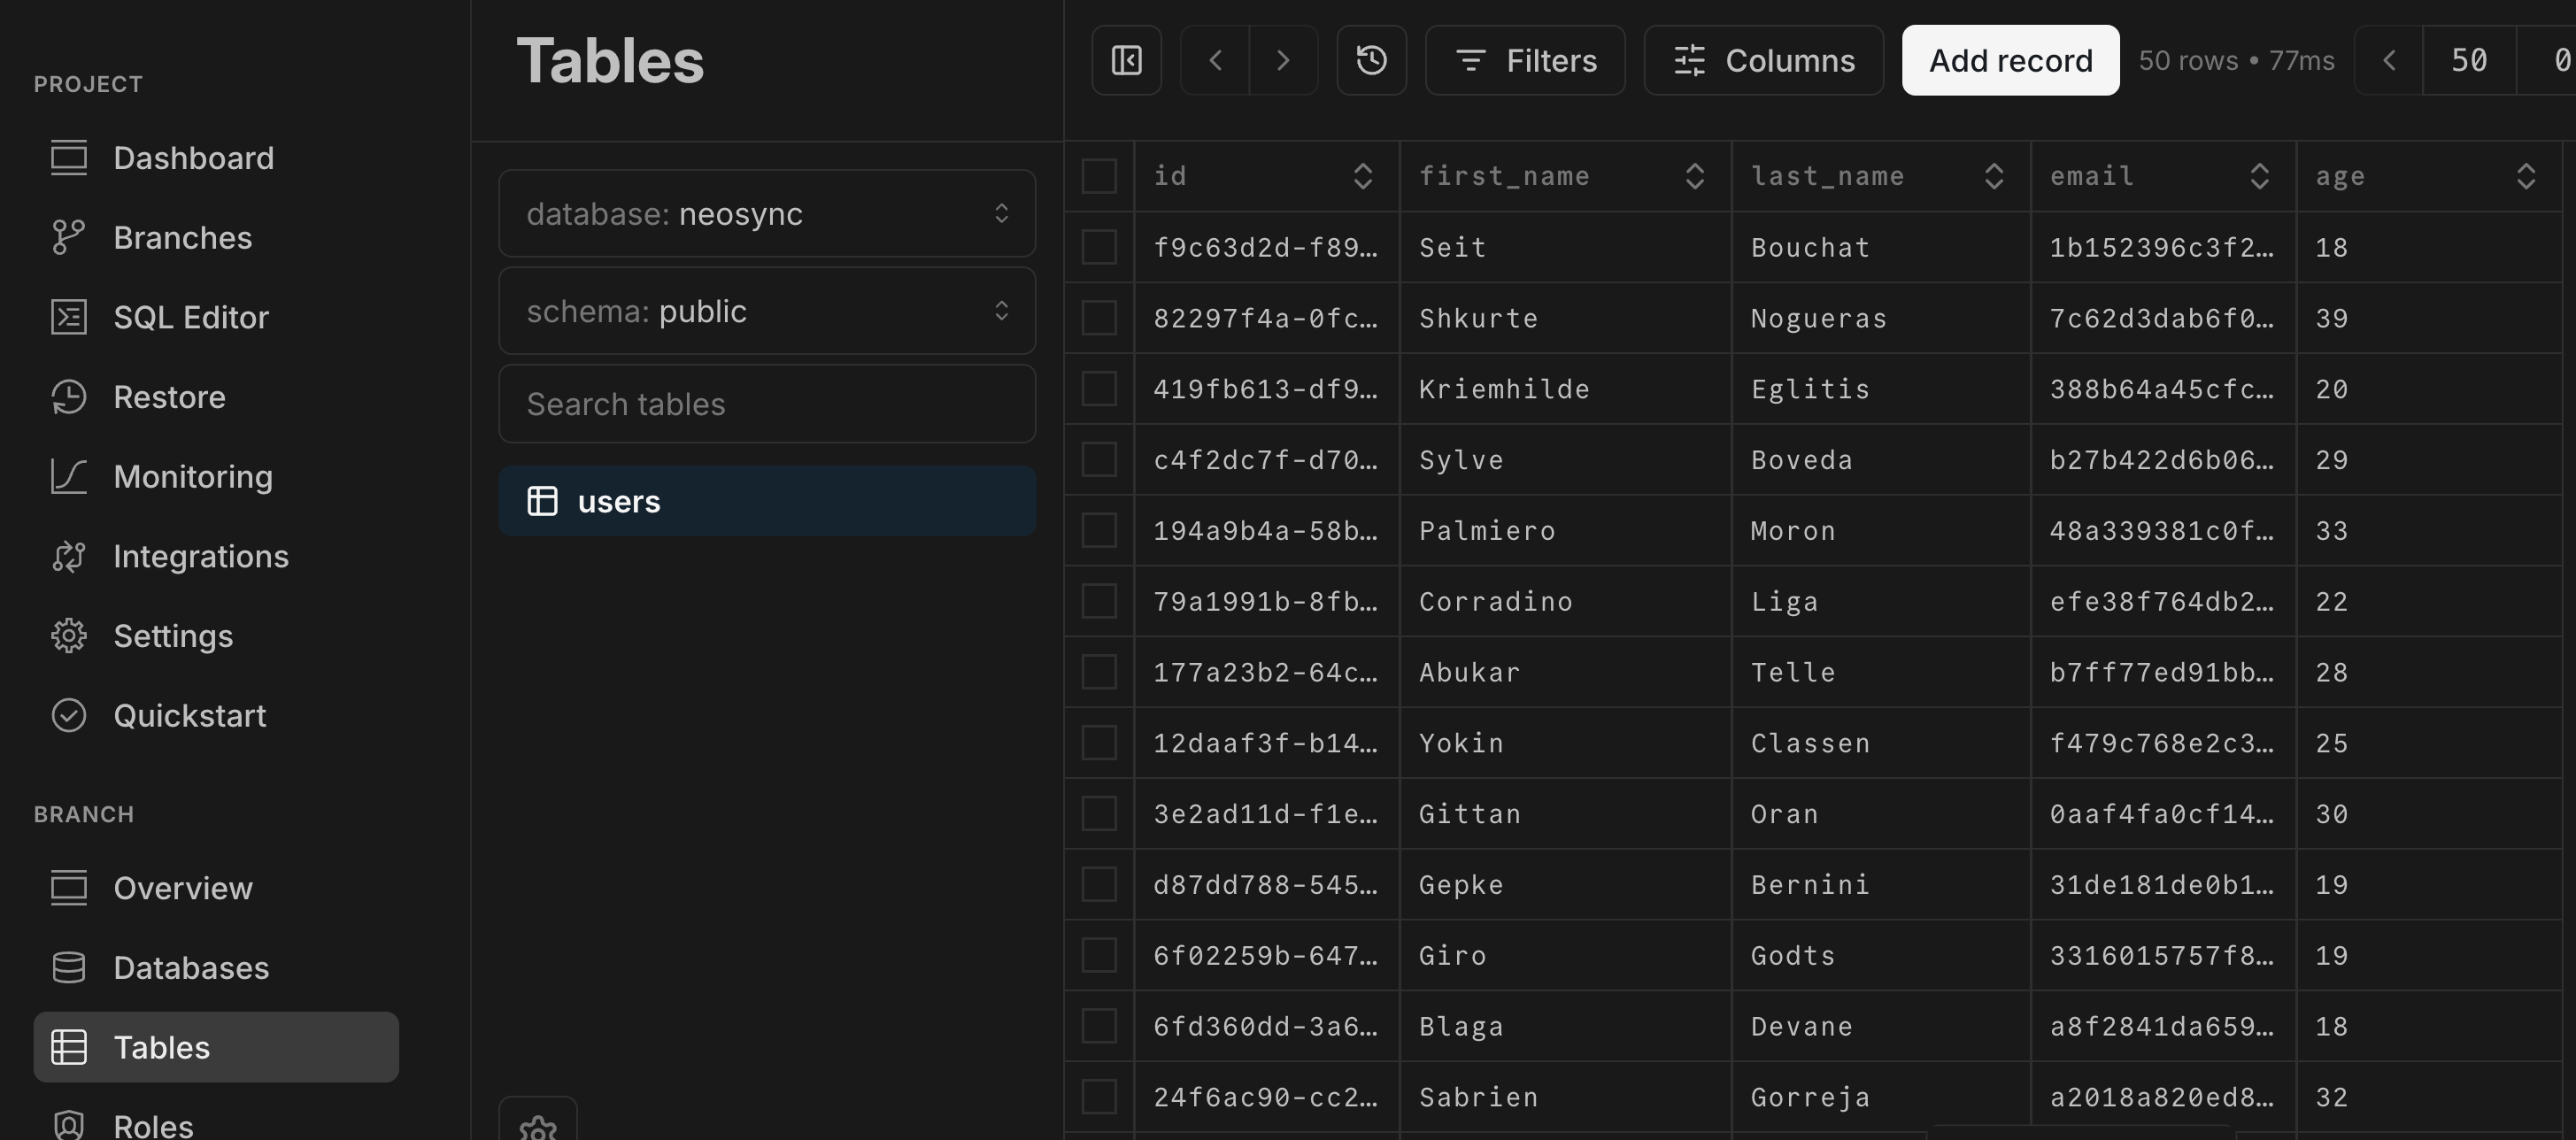 PROJECT
Dashboard
Branches
SQL Editor
Restore
Monitoring
Integrations
Settings
Quickstart
BRANCH
Overview
Databases
Tables
Roles
Tables
database: neosync
schema: public
Search tables
users
Filters Columns Add record 50 rows • 77ms 50 0
id first_name last_name email age
f9c63d2d-f89… Seit Bouchat 1b152396c3f2… 18
82297f4a-0fc… Shkurte Nogueras 7c62d3dab6f0… 39
419fb613-df9… Kriemhilde Eglitis 388b64a45cfc… 20
c4f2dc7f-d70… Sylve Boveda b27b422d6b06… 29
194a9b4a-58b… Palmiero Moron 48a339381c0f… 33
79a1991b-8fb… Corradino Liga efe38f764db2… 22
177a23b2-64c… Abukar Telle b7ff77ed91bb… 28
12daaf3f-b14… Yokin Classen f479c768e2c3… 25
3e2ad11d-f1e… Gittan Oran 0aaf4fa0cf14… 30
d87dd788-545… Gepke Bernini 31de181de0b1… 19
6f02259b-647… Giro Godts 3316015757f8… 19
6fd360dd-3a6… Blaga Devane a8f2841da659… 18
24f6ac90-cc2… Sabrien Gorreja a2018a820ed8… 32